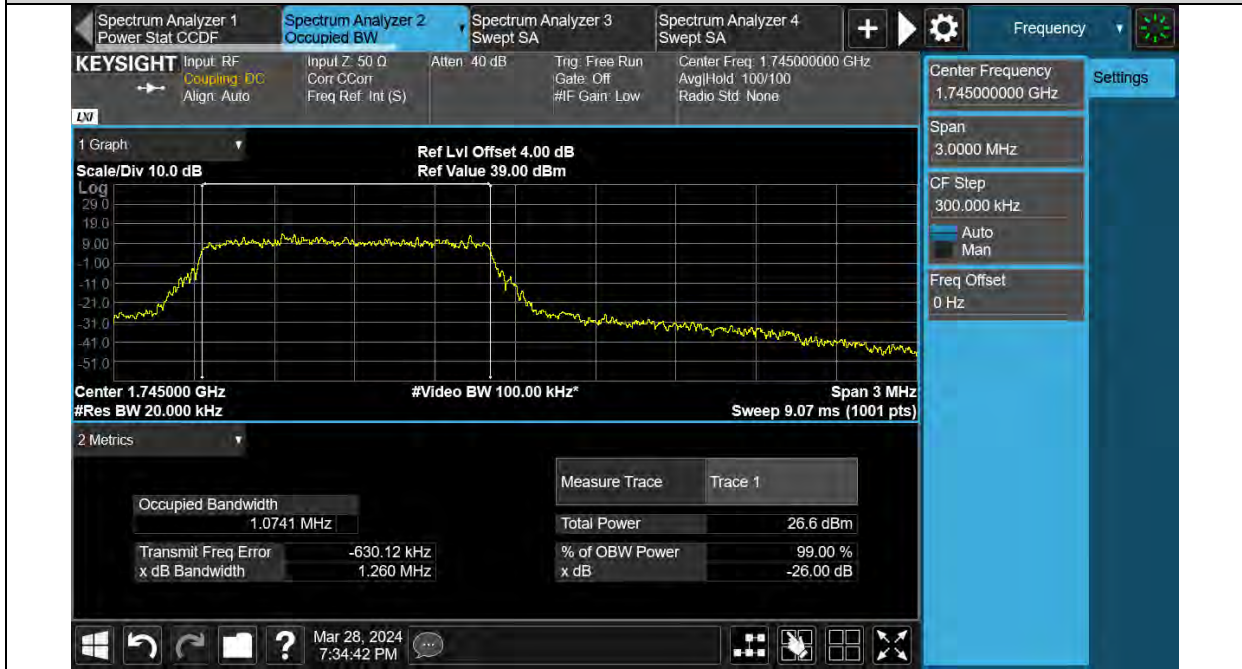 Spectrum Analyzer 1
Power Stat CCDF
Spectrum Analyzer 2
Occupied BW
Spectrum Analyzer 3
Swept SA
Spectrum Analyzer 4
Swept SA
+
Frequency
KEYSIGHT
Input: RF
Coupling: DC
Align: Auto
Input Z: 50 Ω
Corr CCorr
Freq Ref: Int (S)
Atten: 40 dB
Trig: Free Run
Gate: Off
#IF Gain: Low
Center Freq: 1.745000000 GHz
Avg|Hold: 100/100
Radio Std: None
LXI
Center Frequency
1.745000000 GHz
Settings
Span
3.0000 MHz
CF Step
300.000 kHz
Auto
Man
Freq Offset
0 Hz
1 Graph
Scale/Div 10.0 dB
Ref Lvl Offset 4.00 dB
Ref Value 39.00 dBm
Log
29.0
19.0
9.00
-1.00
-11.0
-21.0
-31.0
-41.0
-51.0
Center 1.745000 GHz
#Video BW 100.00 kHz*
Span 3 MHz
#Res BW 20.000 kHz
Sweep 9.07 ms (1001 pts)
2 Metrics
Measure Trace Trace 1
Occupied Bandwidth
1.0741 MHz
Total Power 26.6 dBm
Transmit Freq Error -630.12 kHz
% of OBW Power 99.00 %
x dB Bandwidth 1.260 MHz
x dB -26.00 dB
?
Mar 28, 2024
7:34:42 PM